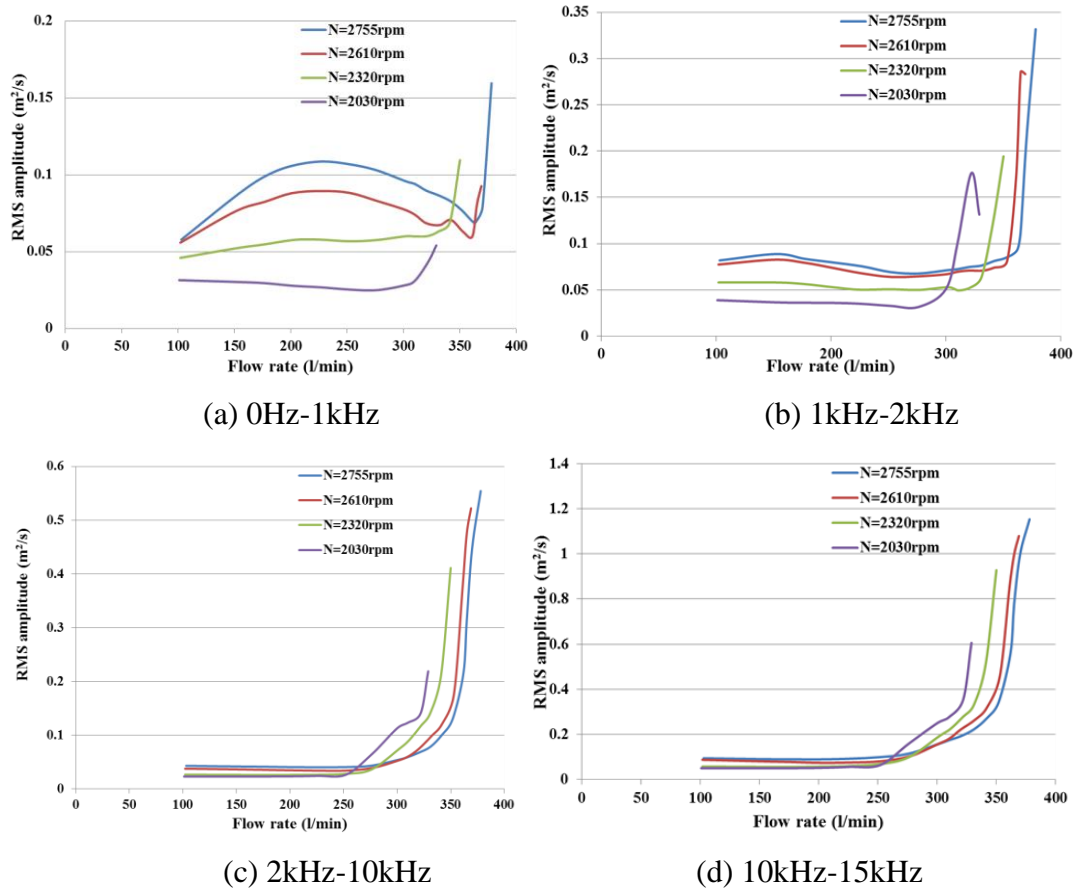 0.2
0.15
0.1
0.05
0
RMS amplitude (m²/s)
N=2755rpm
N=2610rpm
N=2320rpm
N=2030rpm
0 50 100 150 200 250 300 350 400
Flow rate (l/min)
(a) 0Hz-1kHz
0.35
0.3
0.25
0.2
0.15
0.1
0.05
0
RMS amplitude (m²/s)
N=2755rpm
N=2610rpm
N=2320rpm
N=2030rpm
0 100 200 300 400
Flow rate (l/min)
(b) 1kHz-2kHz
0.6
0.5
0.4
0.3
0.2
0.1
0
RMS amplitude (m²/s)
N=2755rpm
N=2610rpm
N=2320rpm
N=2030rpm
0 50 100 150 200 250 300 350 400
Flow rate (l/min)
(c) 2kHz-10kHz
1.4
1.2
1
0.8
0.6
0.4
0.2
0
RMS amplitude (m²/s)
N=2755rpm
N=2610rpm
N=2320rpm
N=2030rpm
0 50 100 150 200 250 300 350 400
Flow rate (l/min)
(d) 10kHz-15kHz